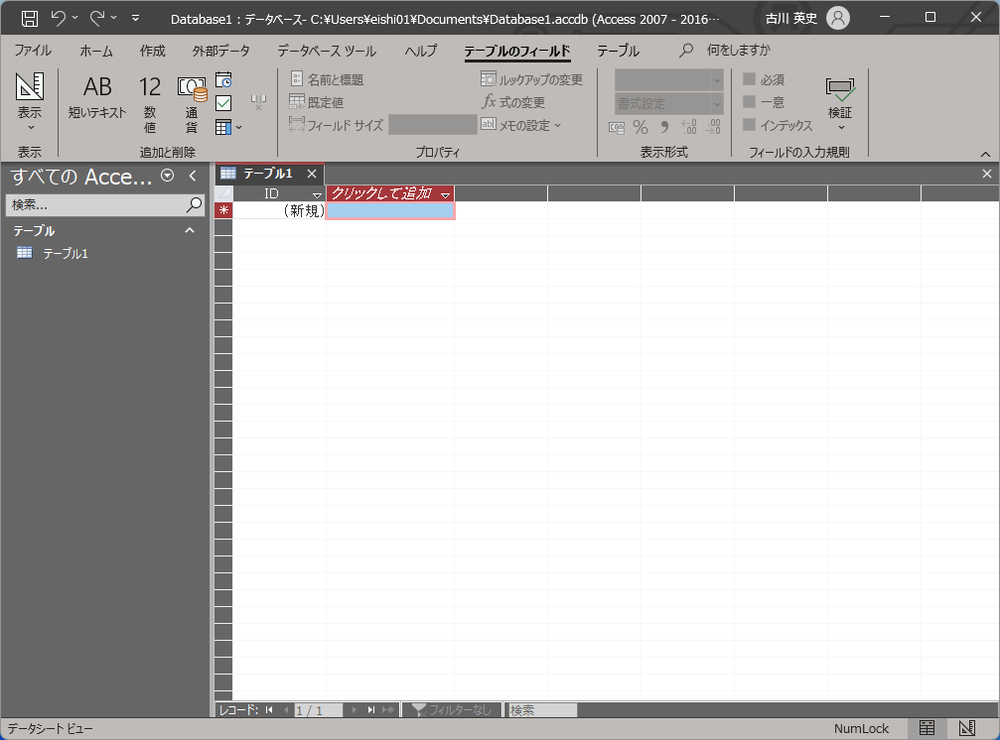 Database1 : データベース- C:¥Users¥eishi01¥Documents¥Database1.accdb (Access 2007 - 2016… 古川 英史
ファイル ホーム 作成 外部データ データベース ツール ヘルプ テーブルのフィールド テーブル 何をしますか
表示
表示
AB
短いテキスト
12
数値
通貨
追加と削除
名前と標題
既定値
フィールド サイズ
ルックアップの変更
fx 式の変更
ab| メモの設定
プロパティ
書式設定
% 9 .00 .00
表示形式
必須
一意
インデックス
検証
フィールドの入力規則
すべての Acce...
検索...
テーブル
テーブル1
テーブル1
ID クリックして追加
* (新規)
レコード: 1 / 1 フィルターなし 検索
データシート ビュー NumLock